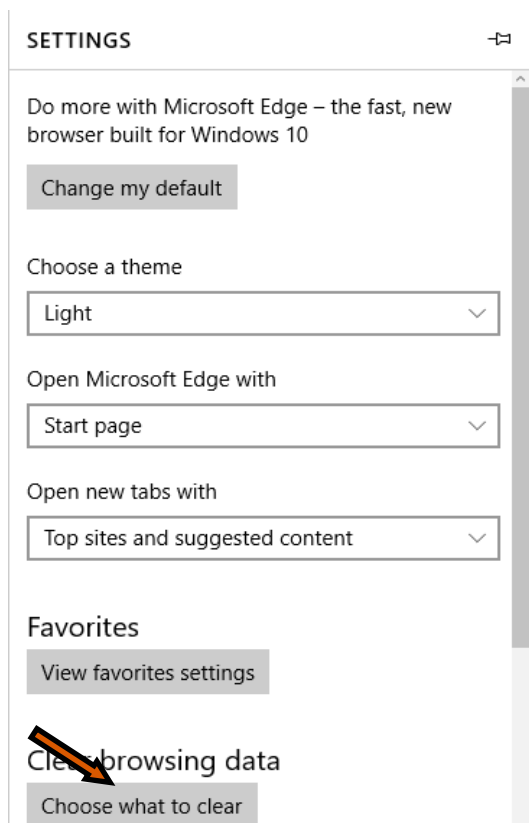 SETTINGS
Do more with Microsoft Edge – the fast, new
browser built for Windows 10
Change my default
Choose a theme
Light
Open Microsoft Edge with
Start page
Open new tabs with
Top sites and suggested content
Favorites
View favorites settings
Clear browsing data
Choose what to clear